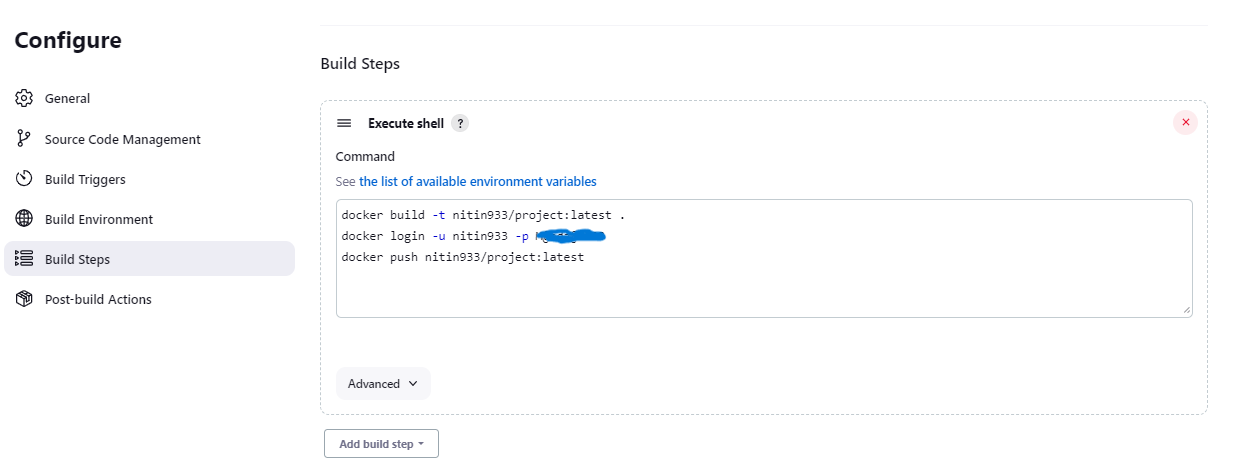 Configure
General
Source Code Management
Build Triggers
Build Environment
Build Steps
Post-build Actions
Build Steps
Execute shell ?
Command
See the list of available environment variables
docker build -t nitin933/project:latest .
docker login -u nitin933 -p
docker push nitin933/project:latest
Advanced
Add build step